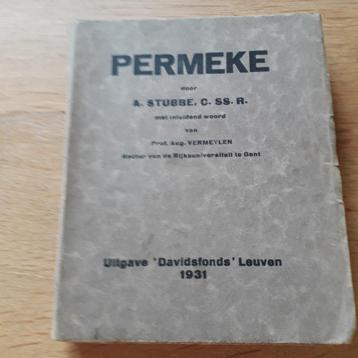 PERMEKE
door
A. STUBBE. C. SS. R.
met inleidend woord
van
Prof. Aug. VERMEYLEN
Rector van de Rijksuniversiteit te Gent
Uitgave 'Davidsfonds' Leuven
1931